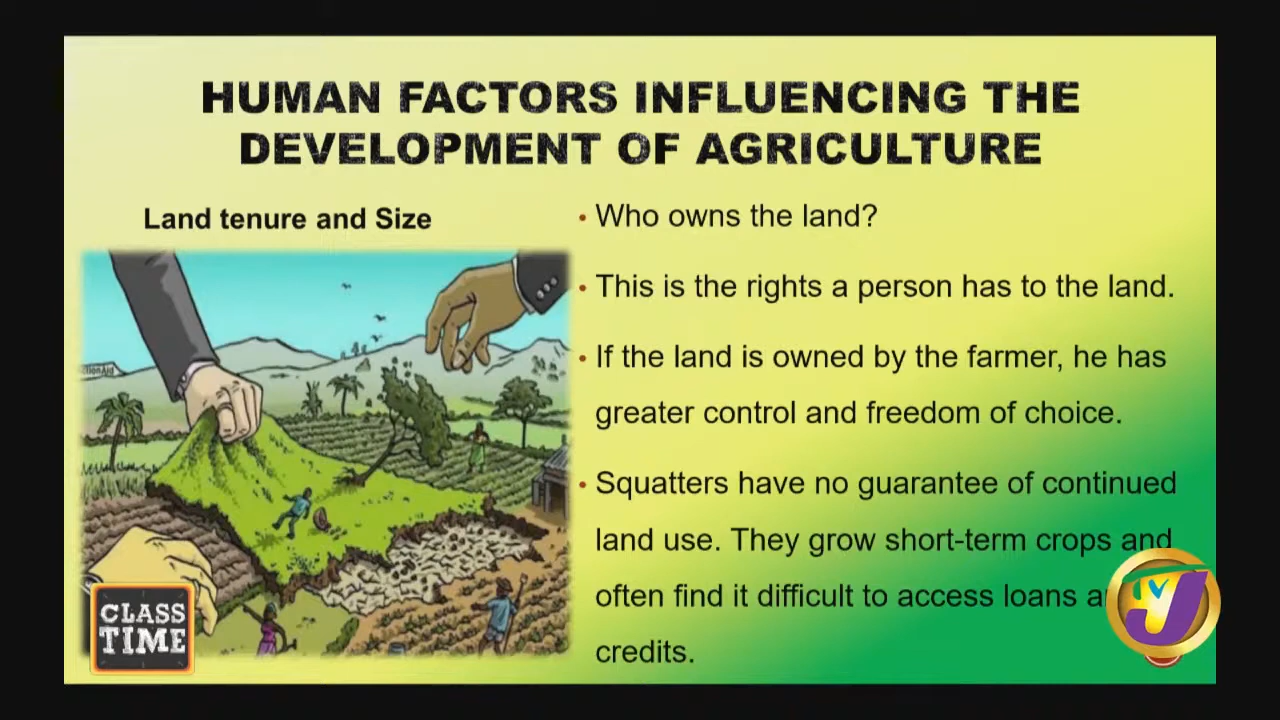 HUMAN FACTORS INFLUENCING THE
DEVELOPMENT OF AGRICULTURE
Land tenure and Size
• Who owns the land?
• This is the rights a person has to the land.
• If the land is owned by the farmer, he has
greater control and freedom of choice.
• Squatters have no guarantee of continued
land use. They grow short-term crops and
often find it difficult to access loans
credits.
CLASS
TIME
TVJ